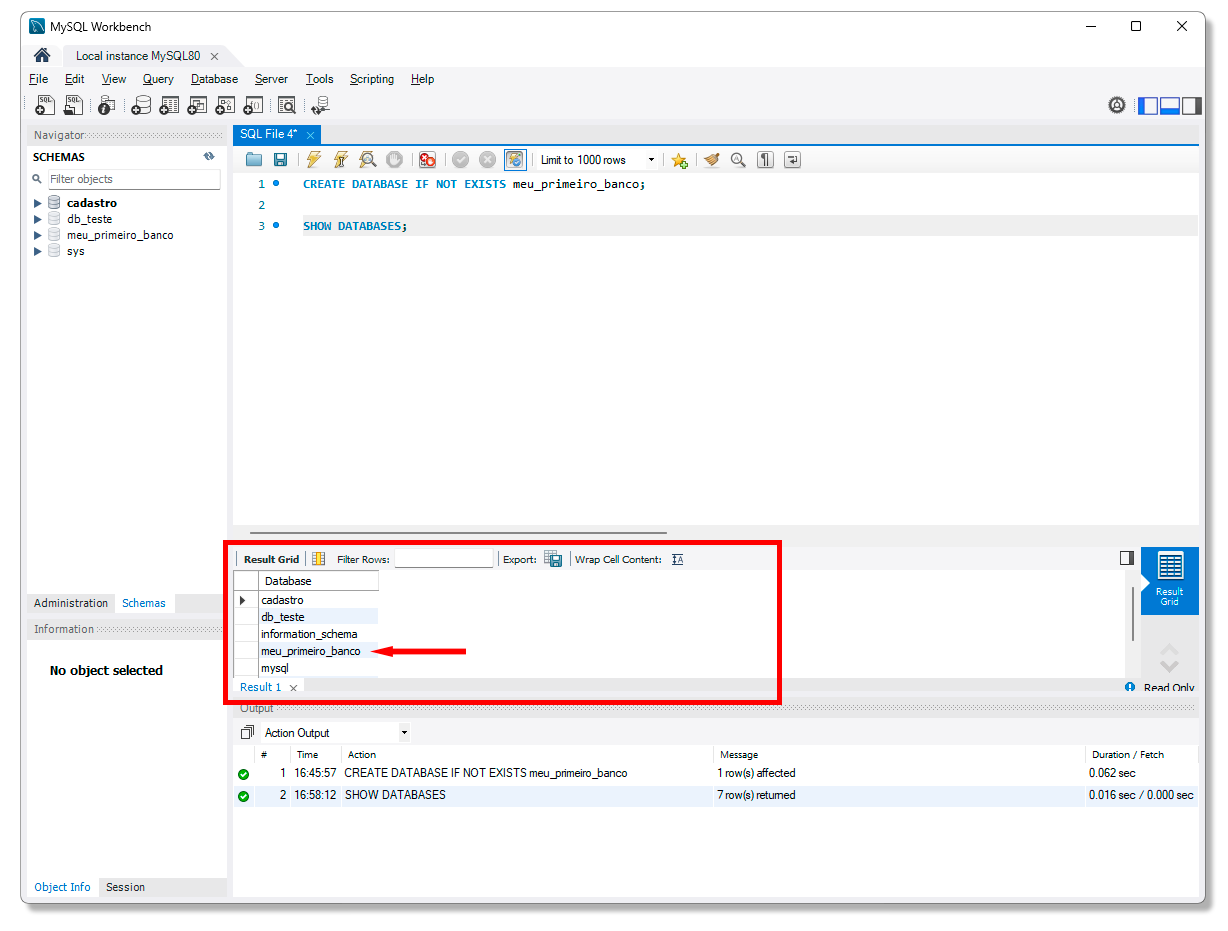 MySQL Workbench
Local instance MySQL80
File Edit View Query Database Server Tools Scripting Help
Navigator
SCHEMAS
Filter objects
cadastro
db_teste
meu_primeiro_banco
sys
Administration Schemas
Information
No object selected
Object Info Session
SQL File 4*
Limit to 1000 rows
1 CREATE DATABASE IF NOT EXISTS meu_primeiro_banco;
2
3 SHOW DATABASES;
Result Grid Filter Rows: Export: Wrap Cell Content:
Database
cadastro
db_teste
information_schema
meu_primeiro_banco
mysql
Result 1
Result
Grid
Read Only
Output
Action Output
# Time Action Message Duration / Fetch
1 16:45:57 CREATE DATABASE IF NOT EXISTS meu_primeiro_banco 1 row(s) affected 0.062 sec
2 16:58:12 SHOW DATABASES 7 row(s) returned 0.016 sec / 0.000 sec